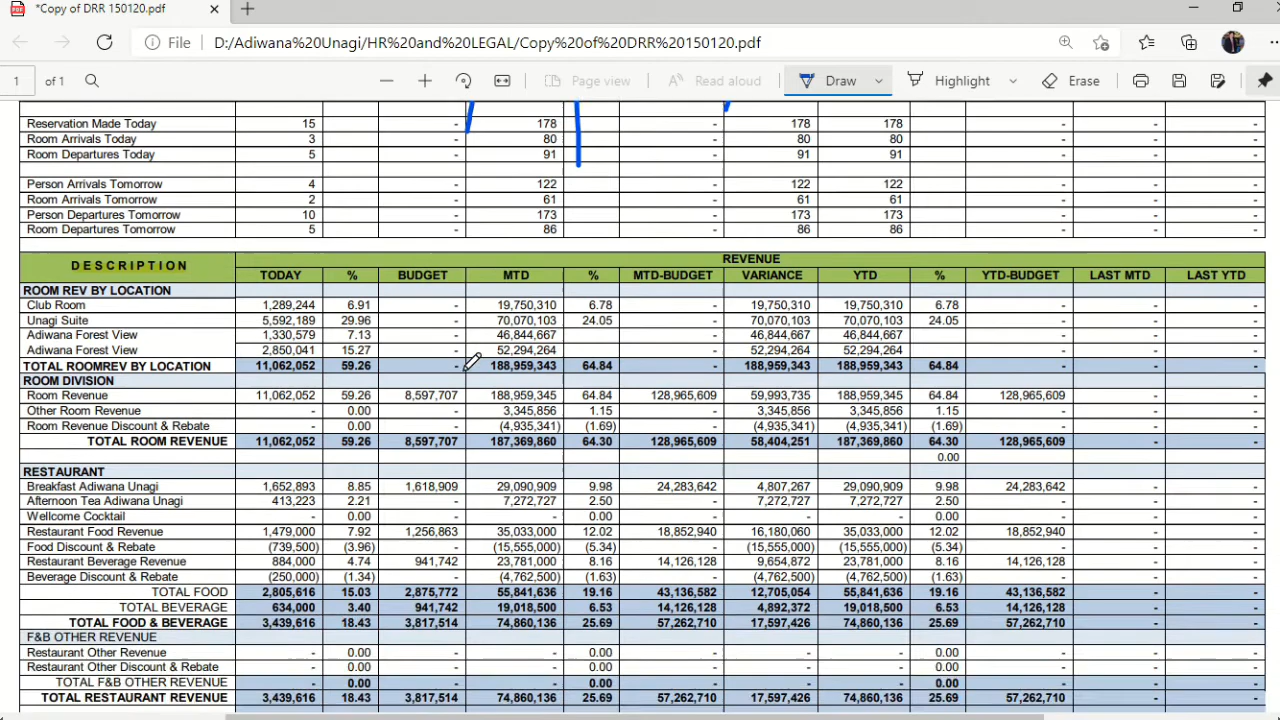 *Copy of DRR 150120.pdf
File D:/Adiwana%20Unagi/HR%20and%20LEGAL/Copy%20of%20DRR%20150120.pdf
1 of 1 Page view Read aloud Draw Highlight Erase
Reservation Made Today 15 - 178 - 178 178 - - -
Room Arrivals Today 3 - 80 - 80 80 - - -
Room Departures Today 5 - 91 - 91 91 - - -
Person Arrivals Tomorrow 4 - 122 - 122 122 - - -
Room Arrivals Tomorrow 2 - 61 - 61 61 - - -
Person Departures Tomorrow 10 - 173 - 173 173 - - -
Room Departures Tomorrow 5 - 86 - 86 86 - - -
DESCRIPTION REVENUE
TODAY % BUDGET MTD % MTD-BUDGET VARIANCE YTD % YTD-BUDGET LAST MTD LAST YTD
ROOM REV BY LOCATION
Club Room 1,289,244 6.91 - 19,750,310 6.78 - 19,750,310 19,750,310 6.78 - - -
Unagi Suite 5,592,189 29.96 - 70,070,103 24.05 - 70,070,103 70,070,103 24.05 - - -
Adiwana Forest View 1,330,579 7.13 - 46,844,667 - 46,844,667 46,844,667 - - -
Adiwana Forest View 2,850,041 15.27 - 52,294,264 - 52,294,264 52,294,264 - - -
TOTAL ROOMREV BY LOCATION 11,062,052 59.26 - 188,959,343 64.84 - 188,959,343 188,959,343 64.84 - - -
ROOM DIVISION
Room Revenue 11,062,052 59.26 8,597,707 188,959,345 64.84 128,965,609 59,993,735 188,959,345 64.84 128,965,609 - -
Other Room Revenue - 0.00 - 3,345,856 1.15 - 3,345,856 3,345,856 1.15 - - -
Room Revenue Discount & Rebate - 0.00 - (4,935,341) (1.69) - (4,935,341) (4,935,341) (1.69) - - -
TOTAL ROOM REVENUE 11,062,052 59.26 8,597,707 187,369,860 64.30 128,965,609 58,404,251 187,369,860 64.30 128,965,609 - -
0.00
RESTAURANT
Breakfast Adiwana Unagi 1,652,893 8.85 1,618,909 29,090,909 9.98 24,283,642 4,807,267 29,090,909 9.98 24,283,642 - -
Afternoon Tea Adiwana Unagi 413,223 2.21 - 7,272,727 2.50 - 7,272,727 7,272,727 2.50 - - -
Wellcome Cocktail - 0.00 - - 0.00 - - - 0.00 - - -
Restaurant Food Revenue 1,479,000 7.92 1,256,863 35,033,000 12.02 18,852,940 16,180,060 35,033,000 12.02 18,852,940 - -
Food Discount & Rebate (739,500) (3.96) - (15,555,000) (5.34) - (15,555,000) (15,555,000) (5.34) - - -
Restaurant Beverage Revenue 884,000 4.74 941,742 23,781,000 8.16 14,126,128 9,654,872 23,781,000 8.16 14,126,128 - -
Beverage Discount & Rebate (250,000) (1.34) - (4,762,500) (1.63) - (4,762,500) (4,762,500) (1.63) - - -
TOTAL FOOD 2,805,616 15.03 2,875,772 55,841,636 19.16 43,136,582 12,705,054 55,841,636 19.16 43,136,582 - -
TOTAL BEVERAGE 634,000 3.40 941,742 19,018,500 6.53 14,126,128 4,892,372 19,018,500 6.53 14,126,128 - -
TOTAL FOOD & BEVERAGE 3,439,616 18.43 3,817,514 74,860,136 25.69 57,262,710 17,597,426 74,860,136 25.69 57,262,710 - -
F&B OTHER REVENUE
Restaurant Other Revenue - 0.00 - - 0.00 - - - 0.00 - - -
Restaurant Other Discount & Rebate - 0.00 - - 0.00 - - - 0.00 - - -
TOTAL F&B OTHER REVENUE - 0.00 - - 0.00 - - - 0.00 - - -
TOTAL RESTAURANT REVENUE 3,439,616 18.43 3,817,514 74,860,136 25.69 57,262,710 17,597,426 74,860,136 25.69 57,262,710 - -